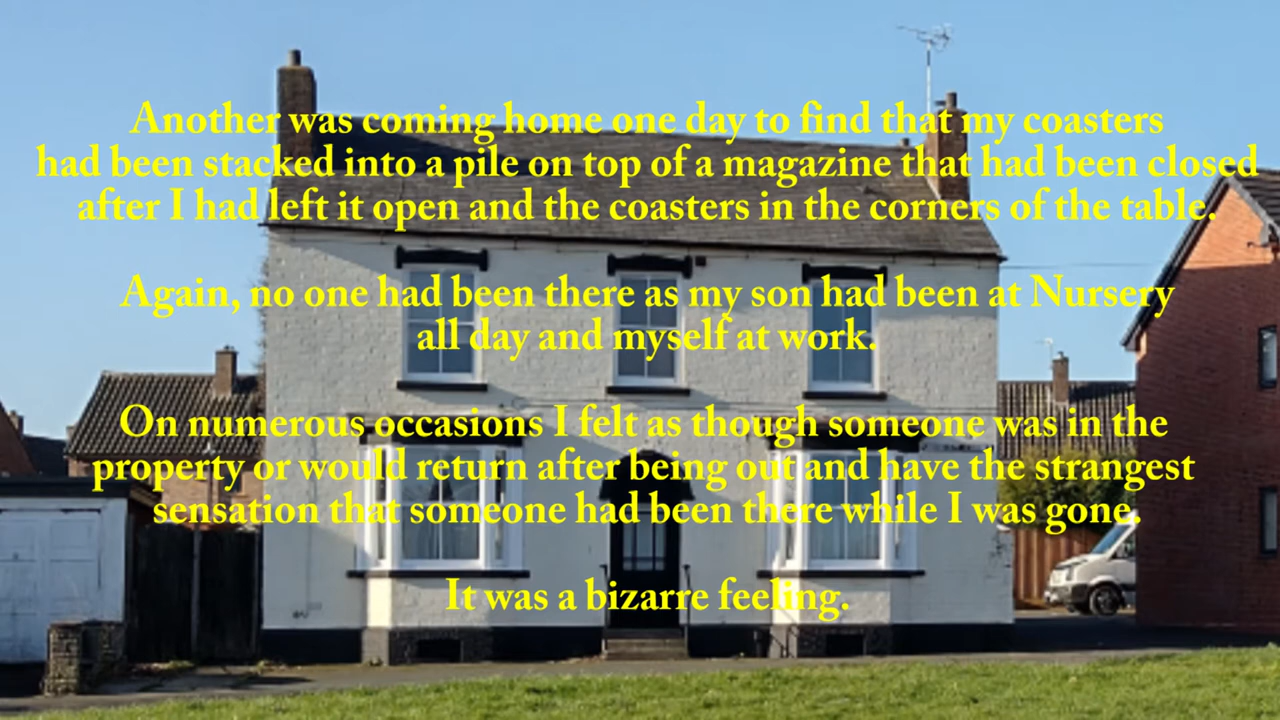 Another was coming home one day to find that my coasters
had been stacked into a pile on top of a magazine that had been closed
after I had left it open and the coasters in the corners of the table.
Again, no one had been there as my son had been at Nursery
all day and myself at work.
On numerous occasions I felt as though someone was in the
property or would return after being out and have the strangest
sensation that someone had been there while I was gone.
It was a bizarre feeling.